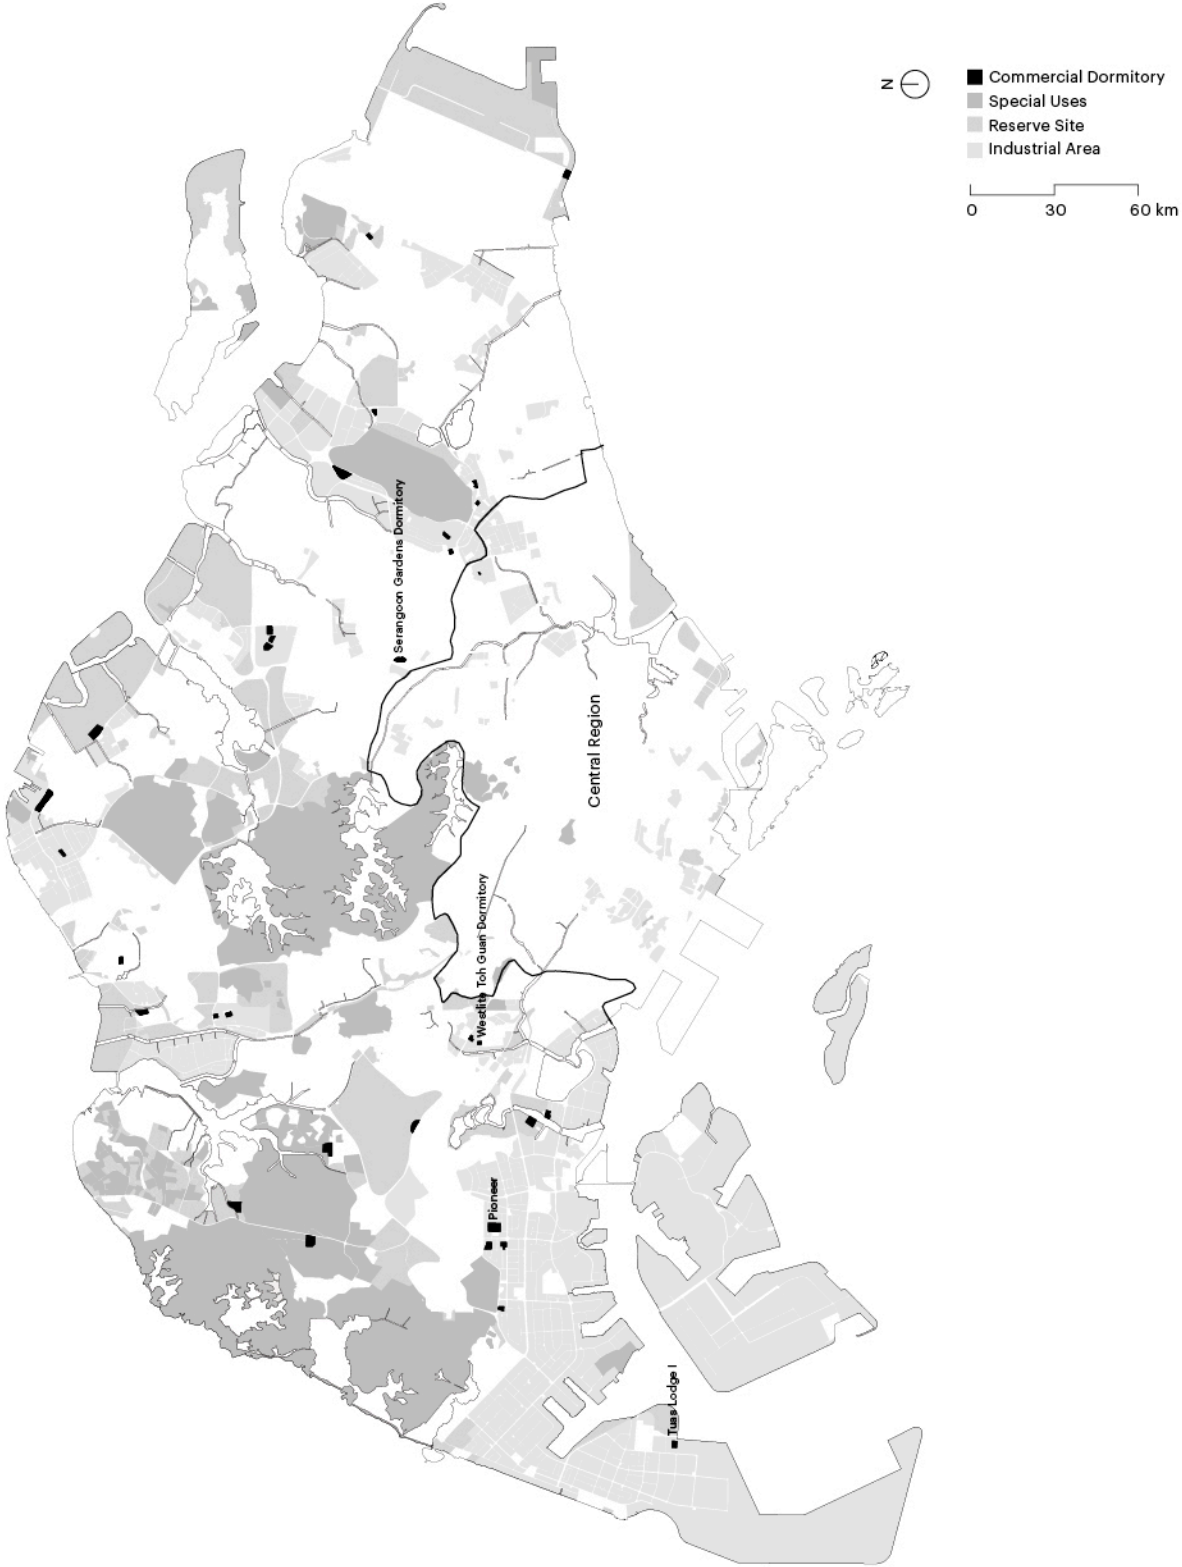 N
Commercial Dormitory
Special Uses
Reserve Site
Industrial Area
0 30 60 km
Serangoon Gardens Dormitory
Central Region
Westlite Toh Guan Dormitory
Pioneer
Tuas Lodge I